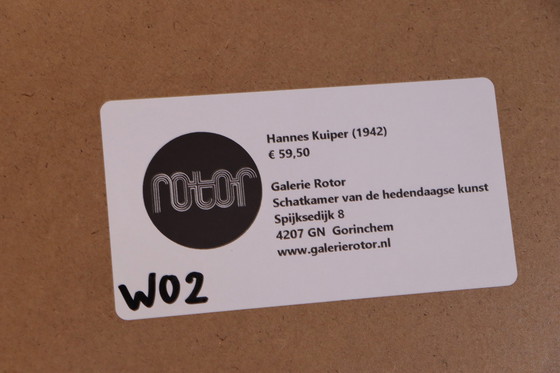 rotor
Hannes Kuiper (1942)
€ 59,50
Galerie Rotor
Schatkamer van de hedendaagse kunst
Spijksedijk 8
4207 GN Gorinchem
www.galerierotor.nl
W02